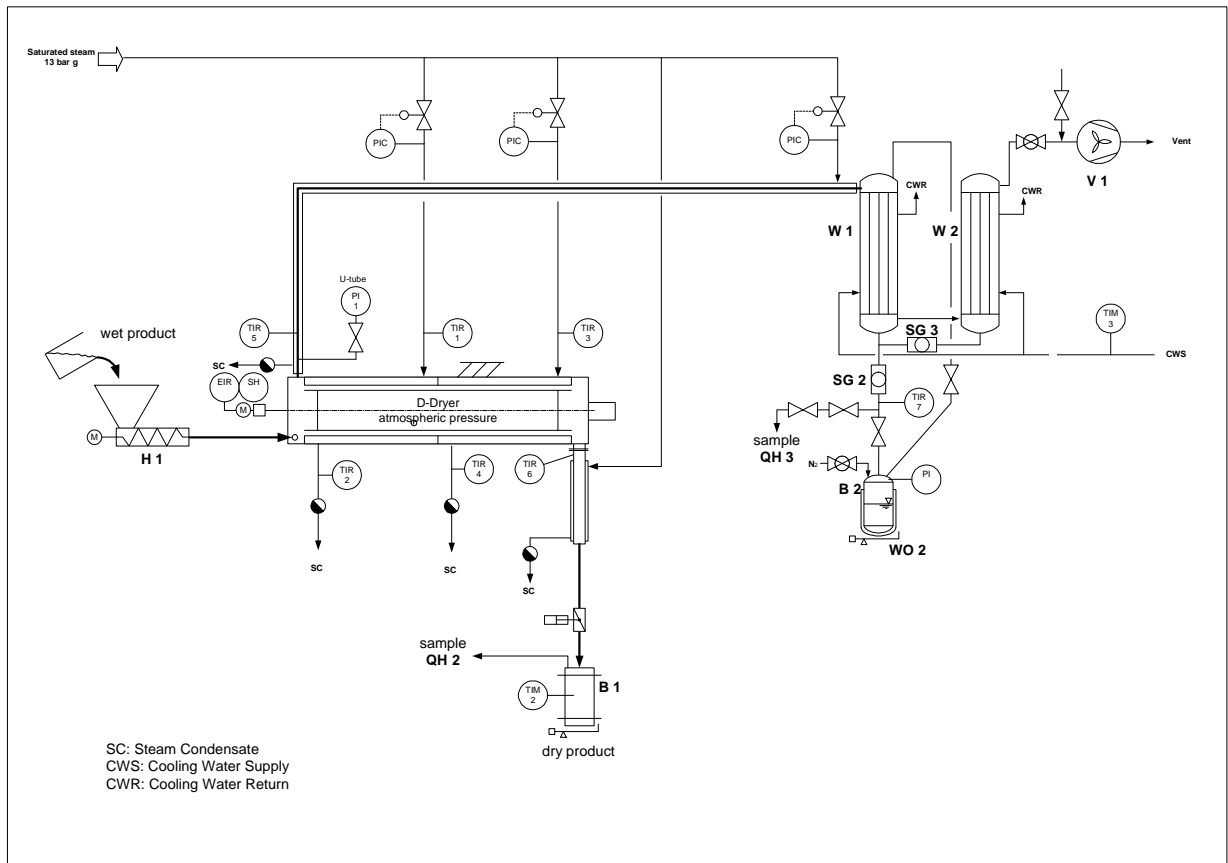 Saturated steam
13 bar g
PIC
PIC
PIC
Vent
V 1
CWR
CWR
W 1
W 2
U-tube
PI
1
TIR
5
TIR
1
TIR
3
TIM
3
wet product
SC
SG 3
CWS
EIR
SH
SG 2
M
D-Dryer
atmospheric pressure
TIR
7
M
H 1
sample
QH 3
TIR
2
TIR
4
TIR
6
N2
B 2
PI
WO 2
SC
SC
SC
sample
QH 2
B 1
TIM
2
dry product
SC: Steam Condensate
CWS: Cooling Water Supply
CWR: Cooling Water Return